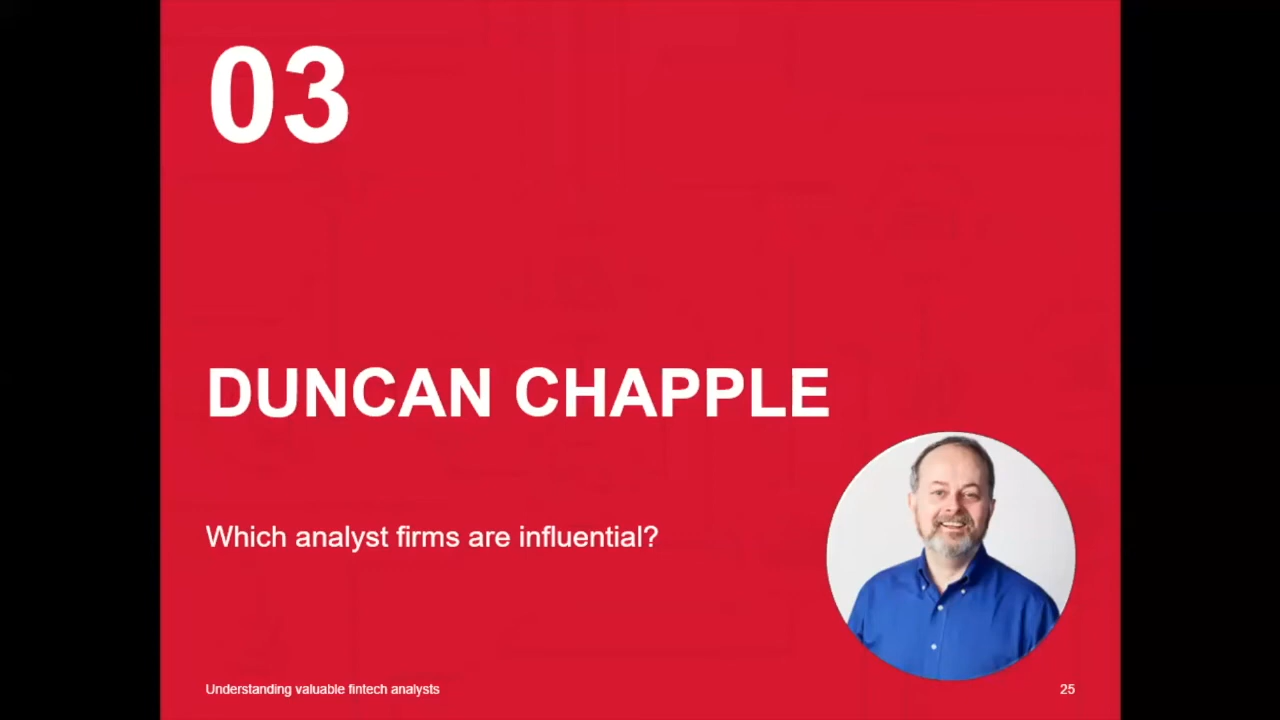 03
DUNCAN CHAPPLE
Which analyst firms are influential?
Understanding valuable fintech analysts
25